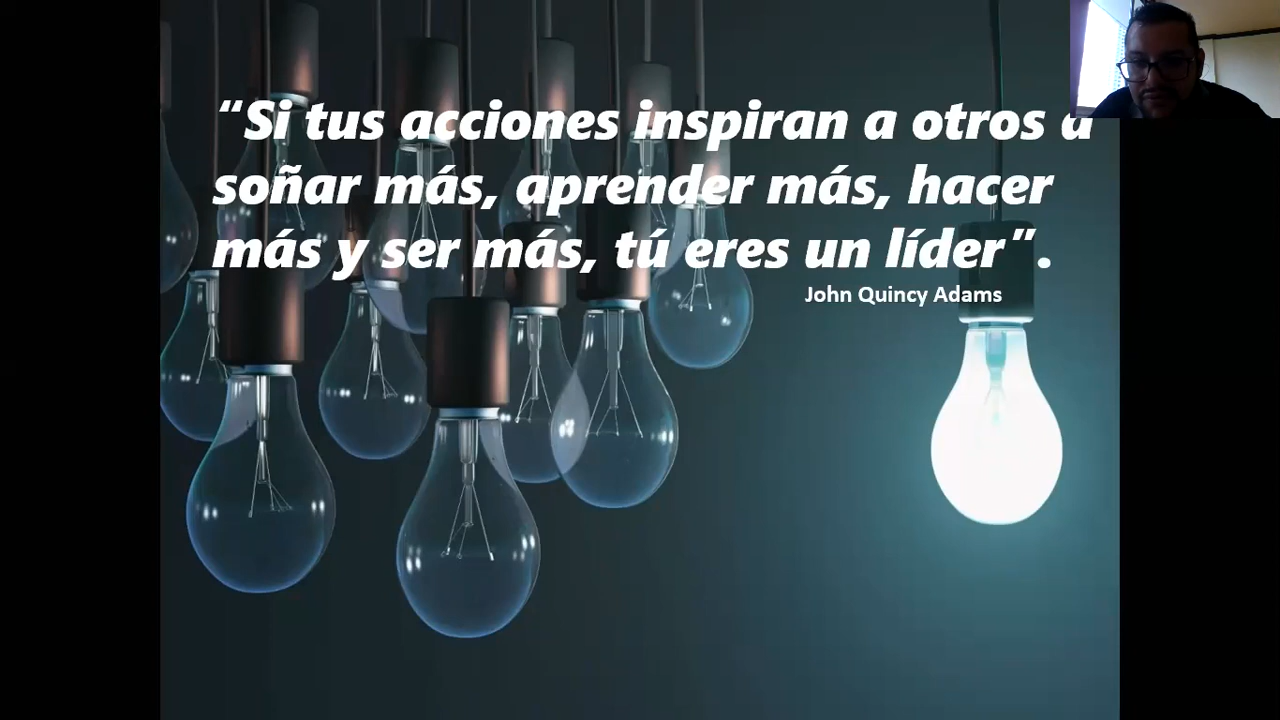 “Si tus acciones inspiran a otros a
soñar más, aprender más, hacer
más y ser más, tú eres un líder”.
John Quincy Adams